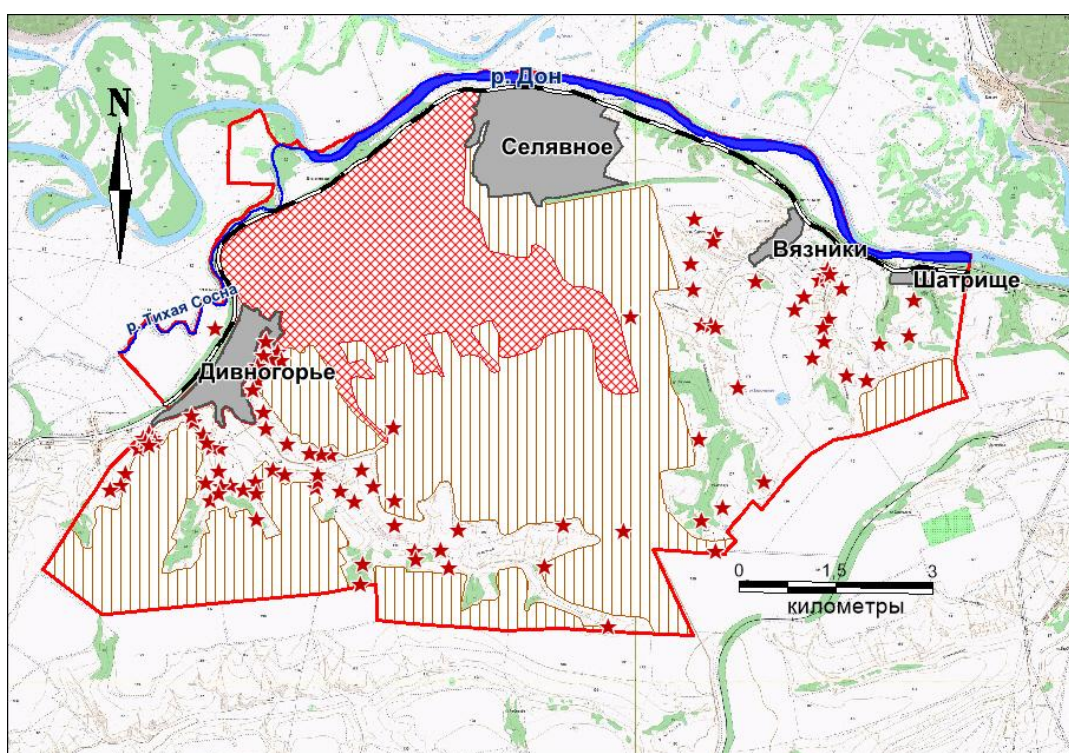 р. Дон
N
Селявное
Вязники
Шатрище
р. Тихая Сосна
Дивногорье
0 1,5 3
километры